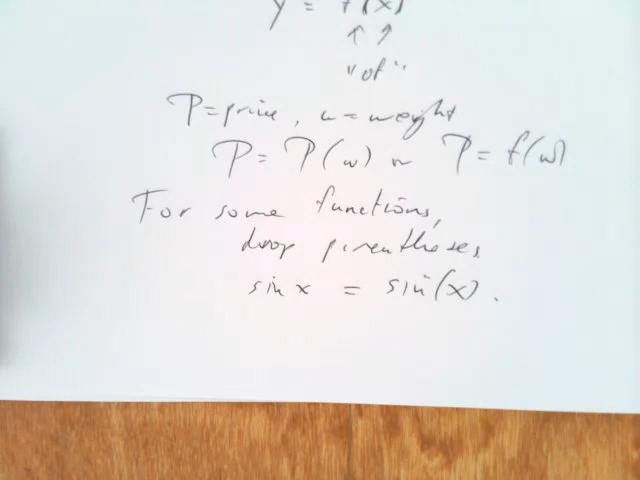 y = f(x)
↑ ↑
"of"
P = price, w = weight
P = P(w) or P = f(w)
For some functions,
drop parentheses
sin x = sin(x).